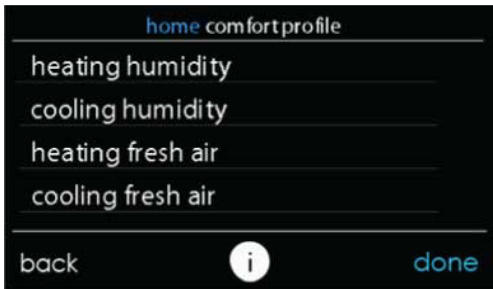 home comfort profile
heating humidity
cooling humidity
heating fresh air
cooling fresh air
back i done